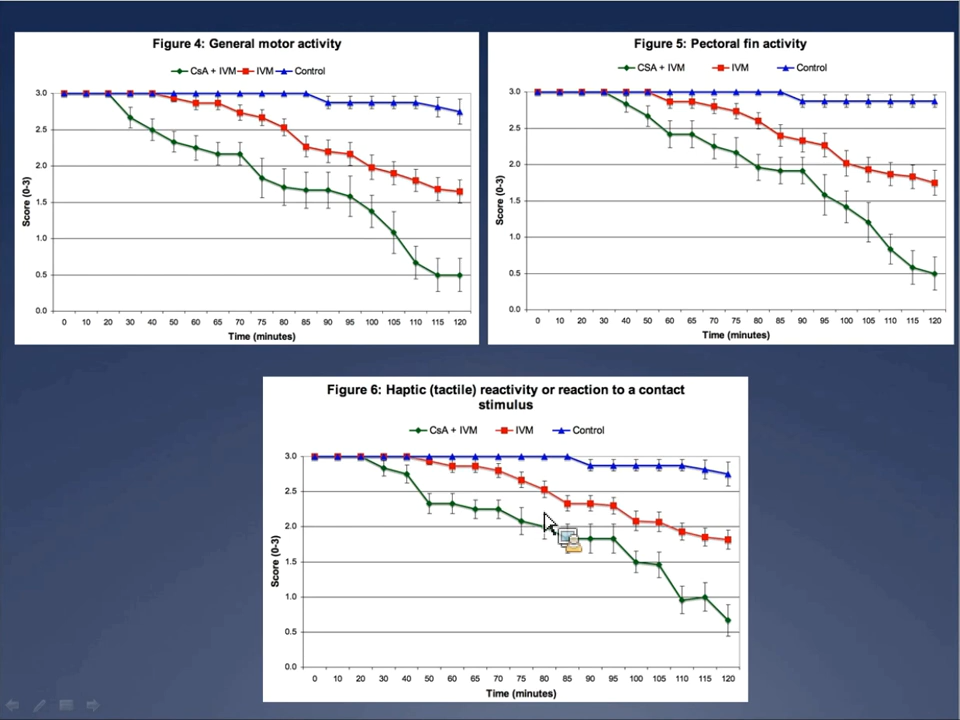 Figure 4: General motor activity
CsA + IVM IVM Control
3.0
2.5
2.0
1.5
1.0
0.5
0.0
Score (0-3)
0 10 20 30 40 50 60 65 70 75 80 85 90 95 100 105 110 115 120
Time (minutes)
Figure 5: Pectoral fin activity
CSA + IVM IVM Control
3.0
2.5
2.0
1.5
1.0
0.5
0.0
Score (0-3)
0 10 20 30 40 50 60 65 70 75 80 85 90 95 100 105 110 115 120
Time (minutes)
Figure 6: Haptic (tactile) reactivity or reaction to a contact
stimulus
CsA + IVM IVM Control
3.0
2.5
2.0
1.5
1.0
0.5
0.0
Score (0-3)
0 10 20 30 40 50 60 65 70 75 80 85 90 95 100 105 110 115 120
Time (minutes)